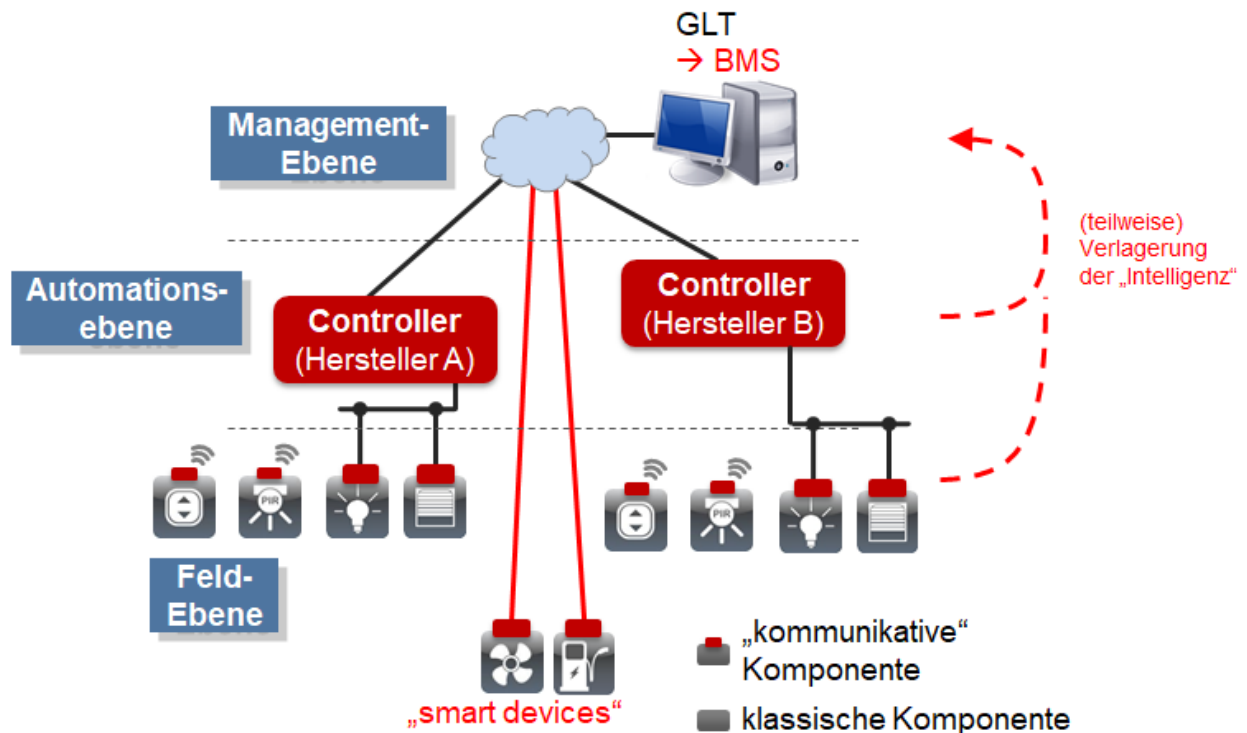 GLT
→ BMS
Management-
Ebene
(teilweise)
Verlagerung
der „Intelligenz“
Automations-
ebene
Controller
(Hersteller A)
Controller
(Hersteller B)
PIR
PIR
Feld-
Ebene
„smart devices“
„kommunikative“
Komponente
klassische Komponente